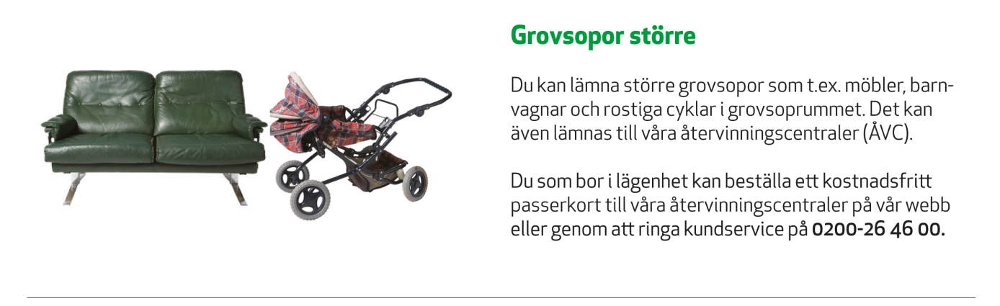 Grovsopor större
Du kan lämna större grovsopor som t.ex. möbler, barn-
vagnar och rostiga cyklar i grovsoprummet. Det kan
även lämnas till våra återvinningscentraler (ÅVC).
Du som bor i lägenhet kan beställa ett kostnadsfritt
passerkort till våra återvinningscentraler på vår webb
eller genom att ringa kundservice på 0200-26 46 00.